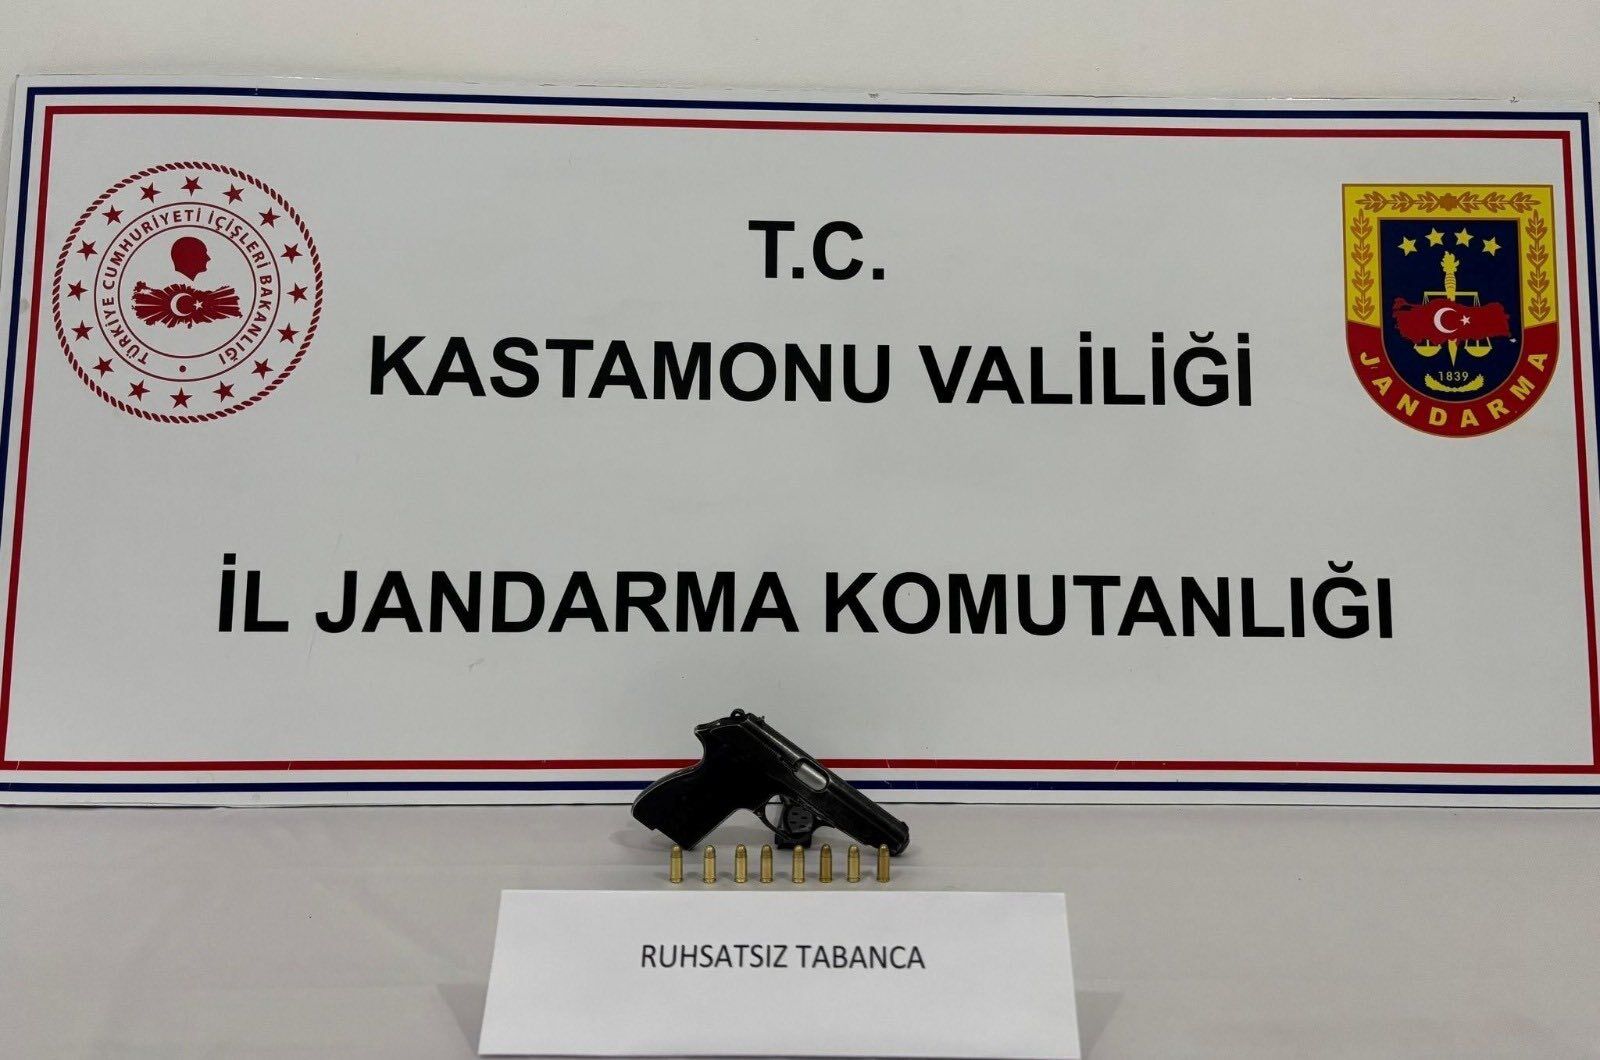 T.C.
KASTAMONU VALİLİĞİ
İL JANDARMA KOMUTANLIĞI
TÜRKİYE CUMHURİYETİ İÇİŞLERİ BAKANLIĞI
1839
JANDARMA
RUHSATSIZ TABANCA